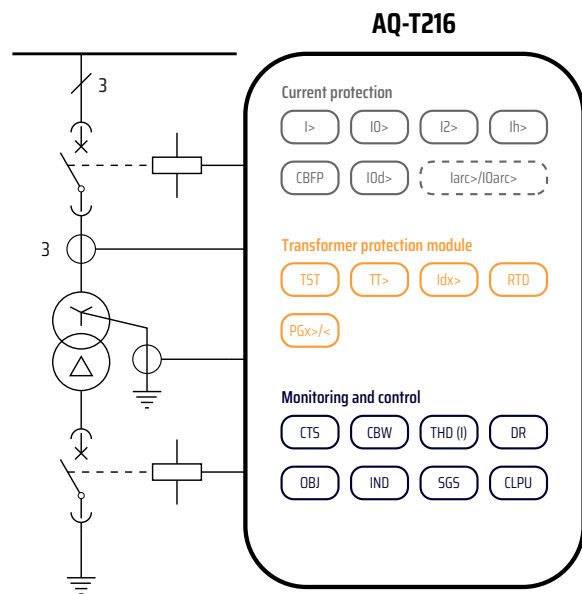 AQ-T216
3
Current protection
I> I0> I2> Ih>
CBFP I0d> Iarc>/I0arc>
3
Transformer protection module
TST TT> Idx> RTD
PGx>/<
Monitoring and control
CTS CBW THD (I) DR
OBJ IND SGS CLPU